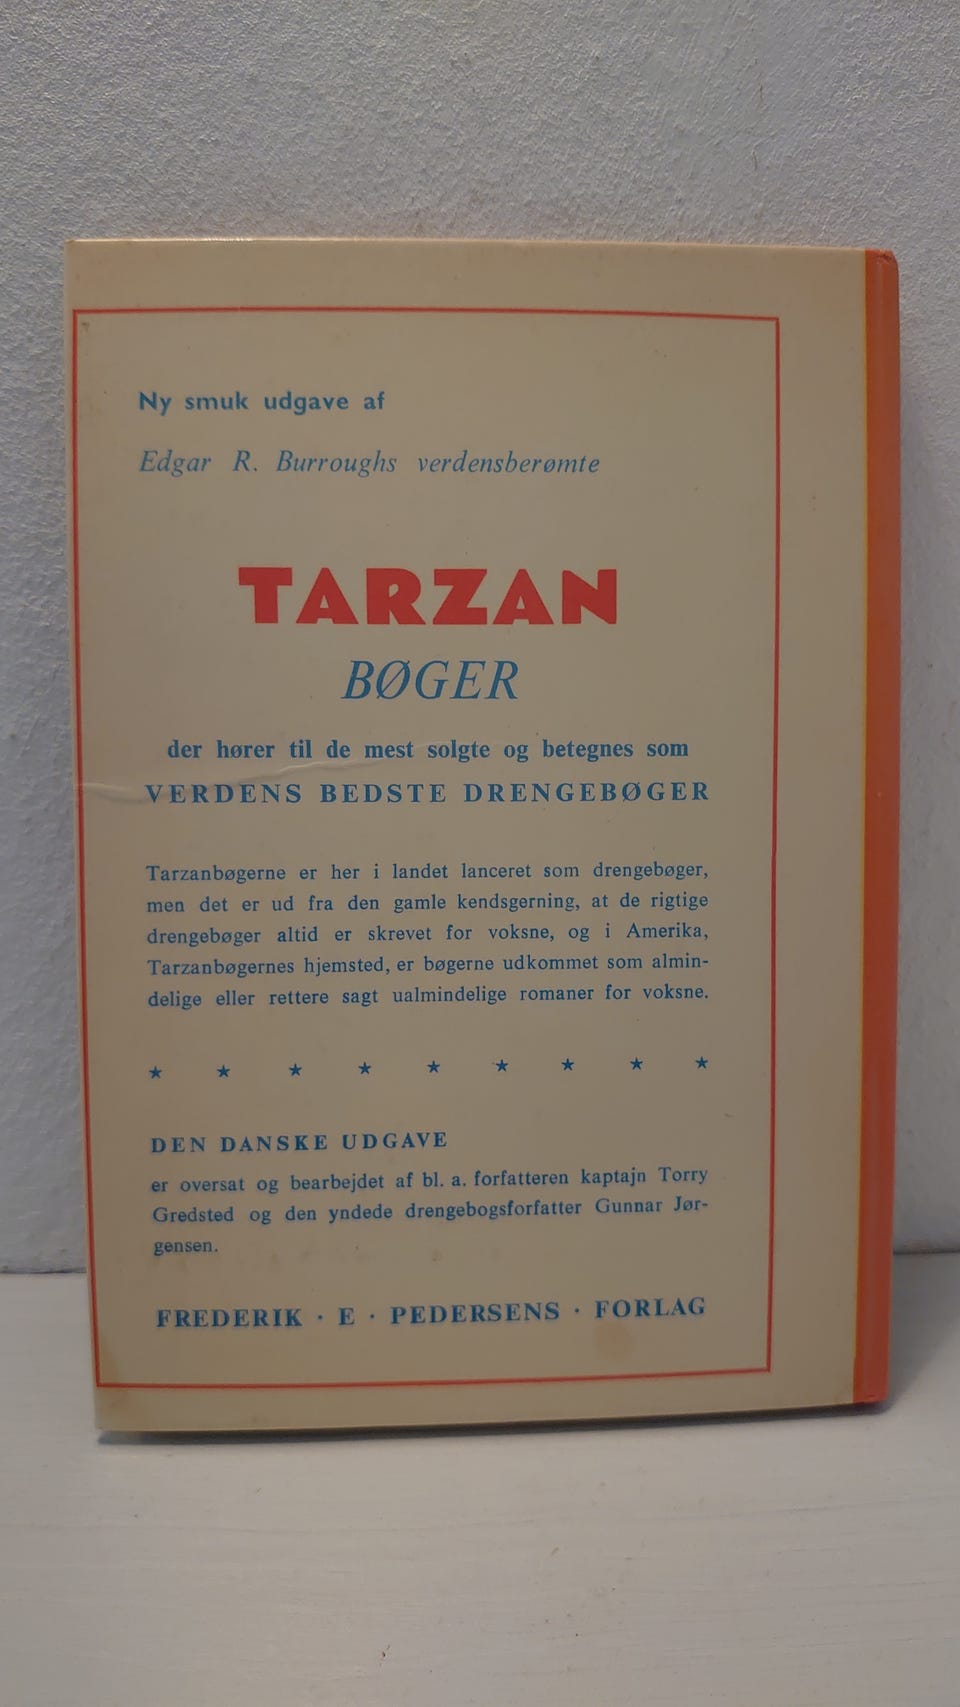 Ny smuk udgave af
Edgar R. Burroughs verdensberømte
TARZAN
BØGER
der hører til de mest solgte og betegnes som
VERDENS BEDSTE DRENGEBØGER
Tarzanbøgerne er her i landet lanceret som drengebøger,
men det er ud fra den gamle kendsgerning, at de rigtige
drengebøger altid er skrevet for voksne, og i Amerika,
Tarzanbøgernes hjemsted, er bøgerne udkommet som almin-
delige eller rettere sagt ualmindelige romaner for voksne.
★ ★ ★ ★ ★ ★ ★ ★ ★
DEN DANSKE UDGAVE
er oversat og bearbejdet af bl. a. forfatteren kaptajn Torry
Gredsted og den yndede drengebogsforfatter Gunnar Jør-
gensen.
FREDERIK · E · PEDERSENS · FORLAG